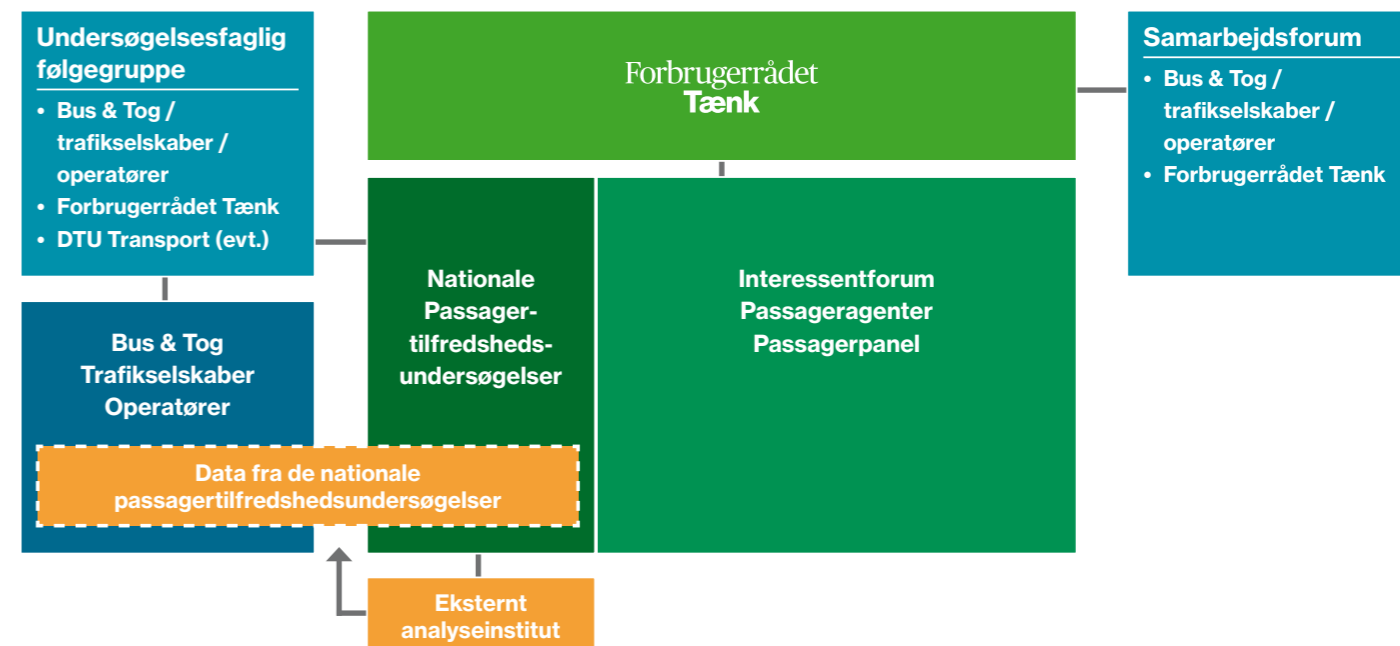 Undersøgelsesfaglig
følgegruppe
• Bus & Tog /
trafikselskaber /
operatører
• Forbrugerrådet Tænk
• DTU Transport (evt.)
Forbrugerrådet
Tænk
Samarbejdsforum
• Bus & Tog /
trafikselskaber /
operatører
• Forbrugerrådet Tænk
Bus & Tog
Trafikselskaber
Operatører
Nationale
Passager-
tilfredsheds-
undersøgelser
Interessentforum
Passageragenter
Passagerpanel
Data fra de nationale
passagertilfredshedsundersøgelser
Eksternt
analyseinstitut